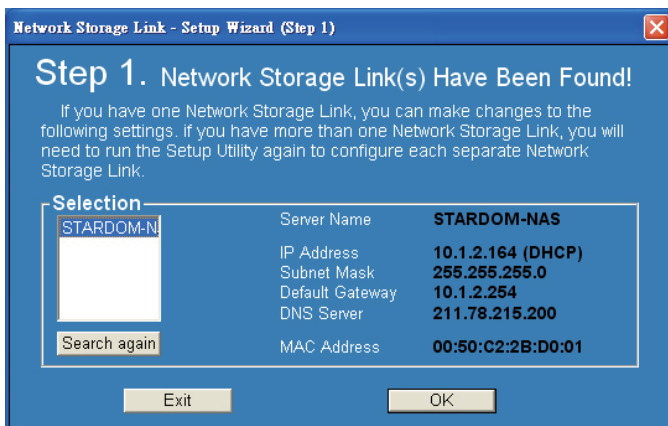 Network Storage Link - Setup Wizard (Step 1)
Step 1. Network Storage Link(s) Have Been Found!
If you have one Network Storage Link, you can make changes to the
following settings. if you have more than one Network Storage Link, you will
need to run the Setup Utility again to configure each separate Network
Storage Link.
Selection
STARDOM-N
Search again
Server Name STARDOM-NAS
IP Address 10.1.2.164 (DHCP)
Subnet Mask 255.255.255.0
Default Gateway 10.1.2.254
DNS Server 211.78.215.200
MAC Address 00:50:C2:2B:D0:01
Exit
OK